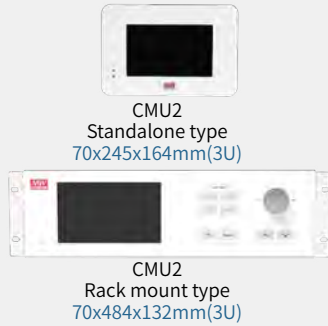 CMU2
Standalone type
70x245x164mm(3U)
CMU2
Rack mount type
70x484x132mm(3U)